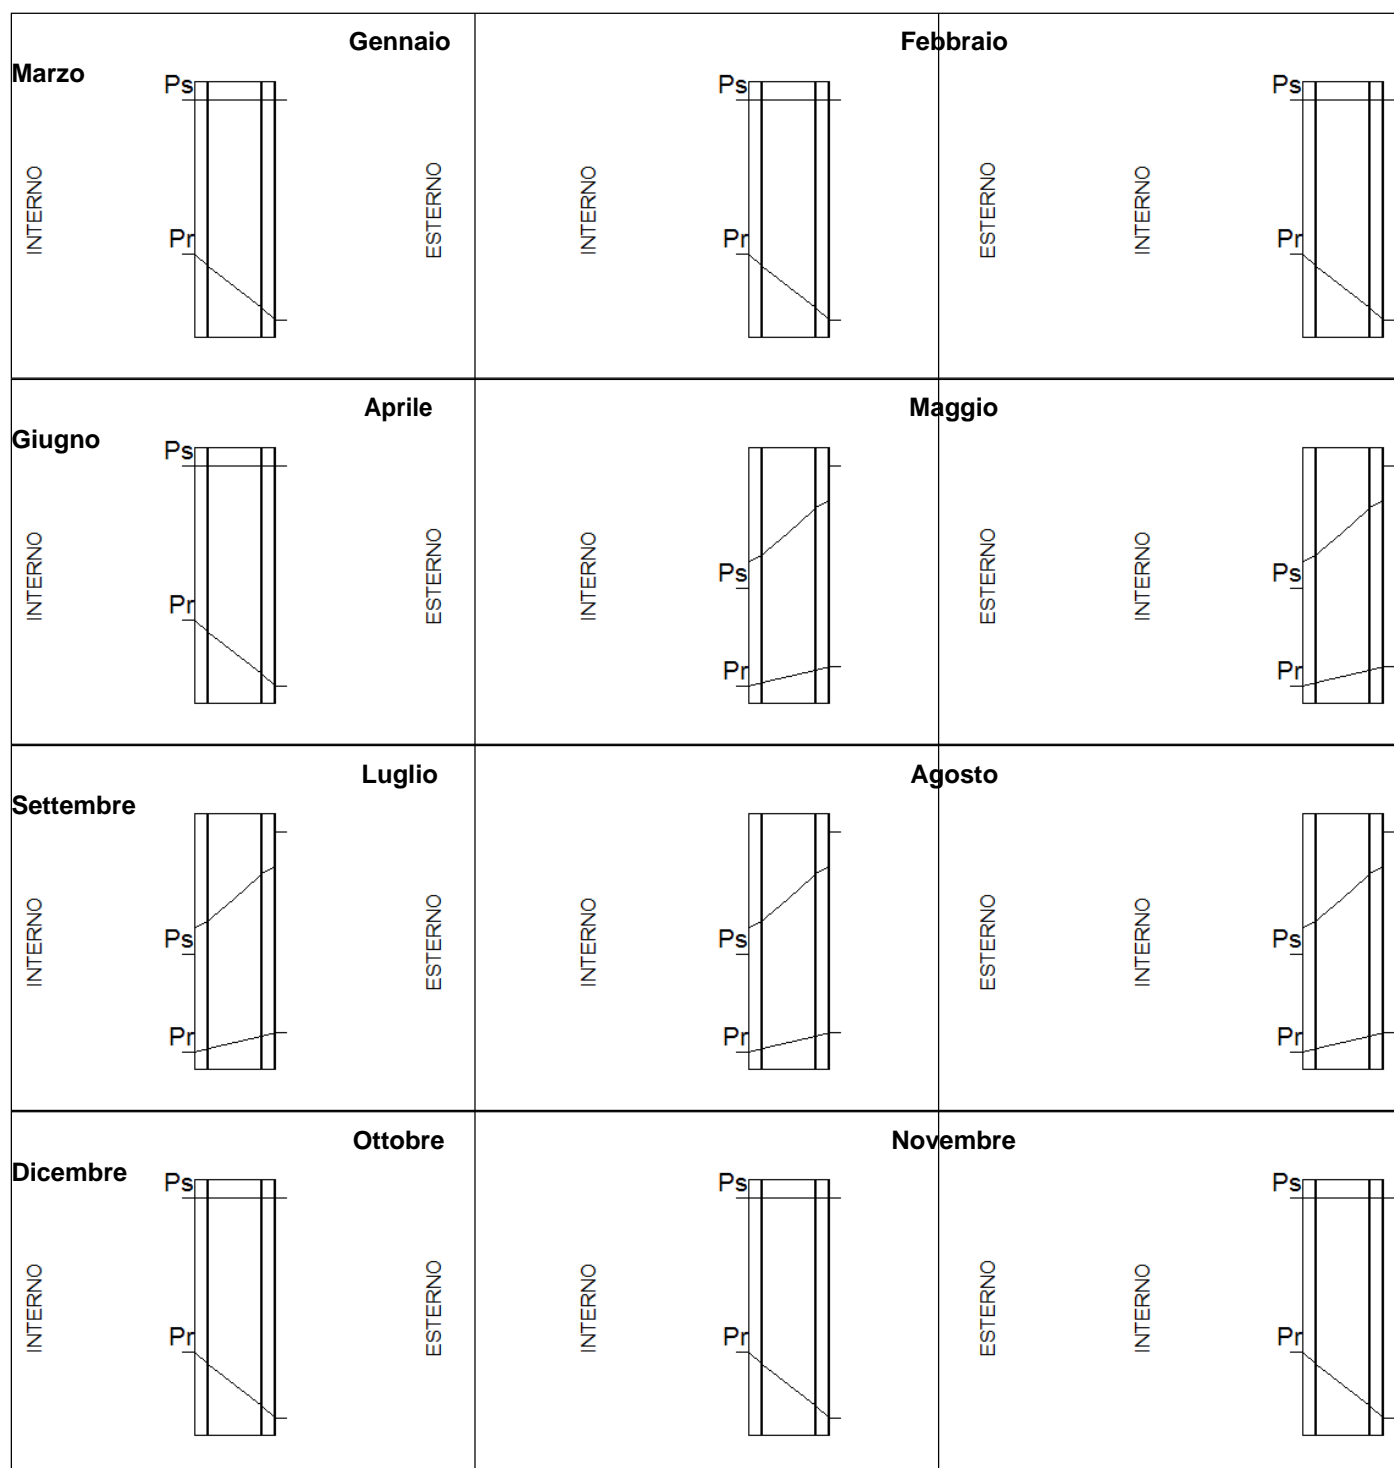 Gennaio
Febbraio
Marzo
Ps
Ps
Ps
INTERNO
ESTERNO
INTERNO
ESTERNO
INTERNO
Pr
Pr
Pr
Aprile
Maggio
Giugno
Ps
INTERNO
ESTERNO
INTERNO
ESTERNO
INTERNO
Ps
Ps
Pr
Pr
Pr
Luglio
Agosto
Settembre
INTERNO
ESTERNO
INTERNO
ESTERNO
INTERNO
Ps
Ps
Ps
Pr
Pr
Pr
Ottobre
Novembre
Dicembre
Ps
Ps
Ps
INTERNO
ESTERNO
INTERNO
ESTERNO
INTERNO
Pr
Pr
Pr